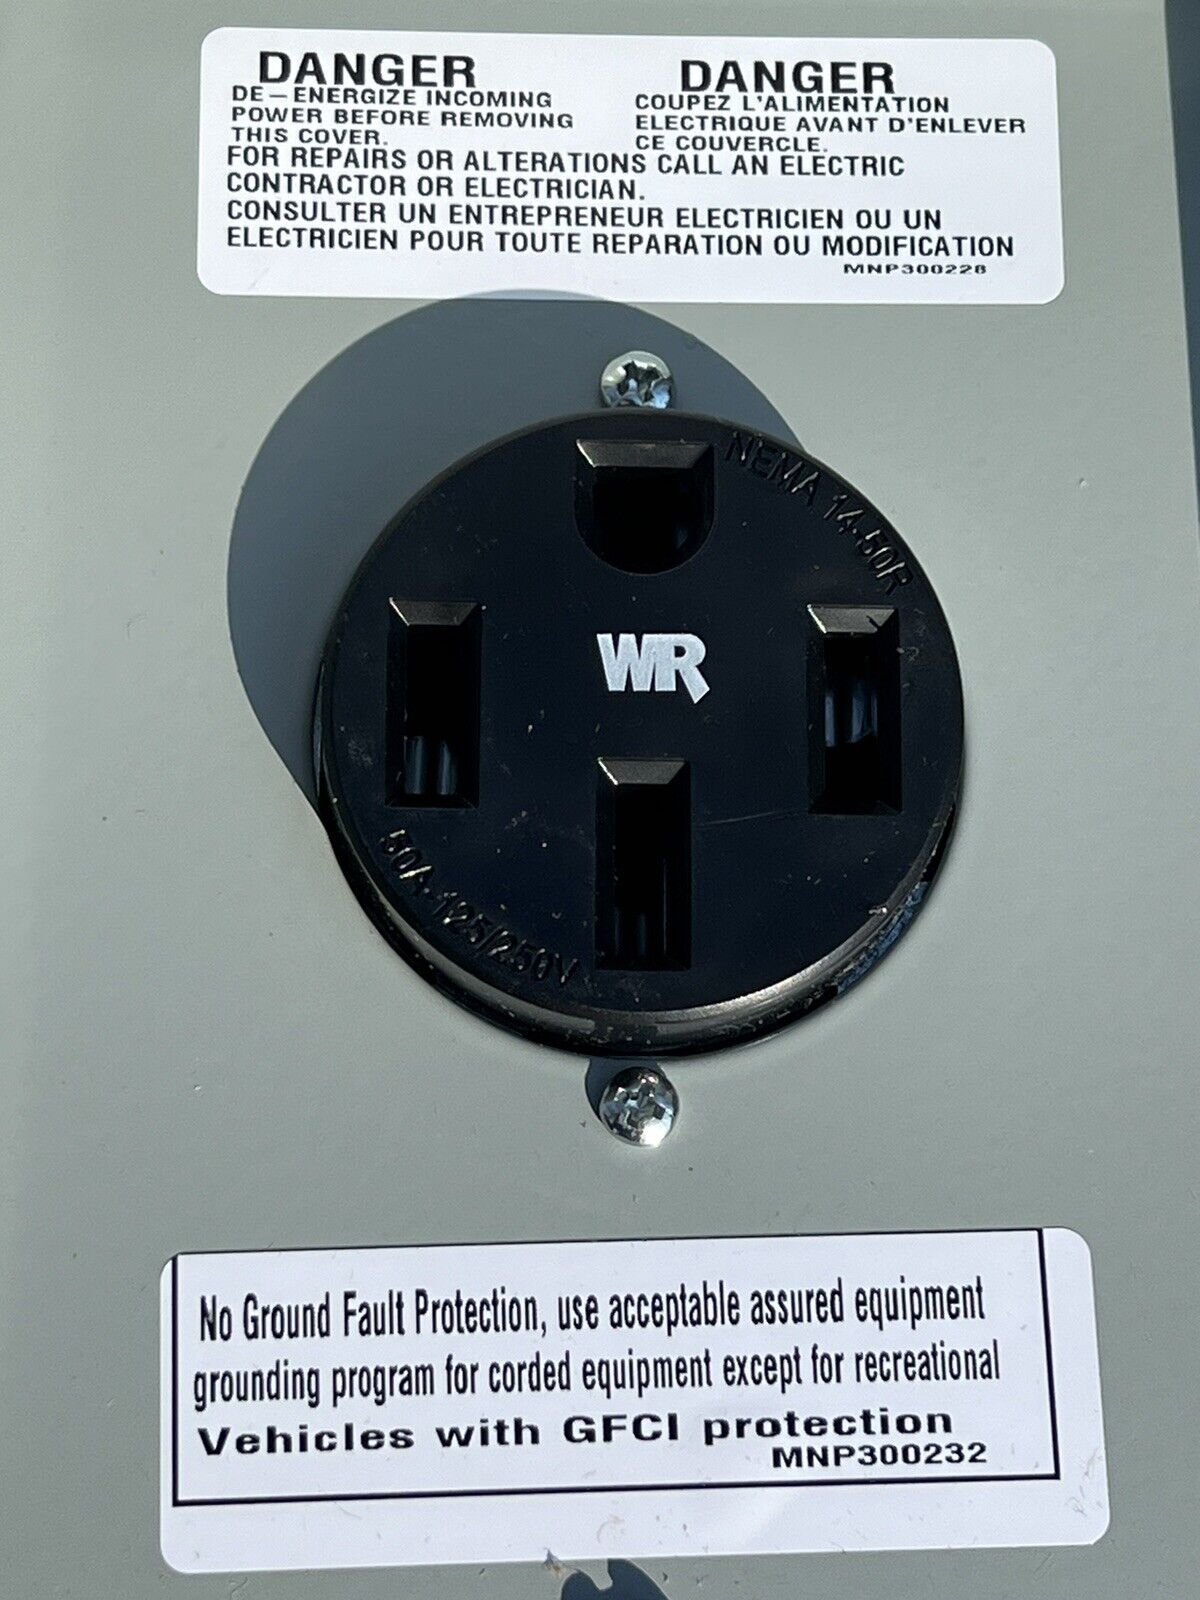 DANGER
DE-ENERGIZE INCOMING
POWER BEFORE REMOVING
THIS COVER.
DANGER
COUPEZ L'ALIMENTATION
ELECTRIQUE AVANT D'ENLEVER
CE COUVERCLE.
FOR REPAIRS OR ALTERATIONS CALL AN ELECTRIC
CONTRACTOR OR ELECTRICIAN.
CONSULTER UN ENTREPRENEUR ELECTRICIEN OU UN
ELECTRICIEN POUR TOUTE REPARATION OU MODIFICATION
MNP300228
NEMA 14-50R
WR
50A-125/250V
No Ground Fault Protection, use acceptable assured equipment
grounding program for corded equipment except for recreational
Vehicles with GFCI protection
MNP300232